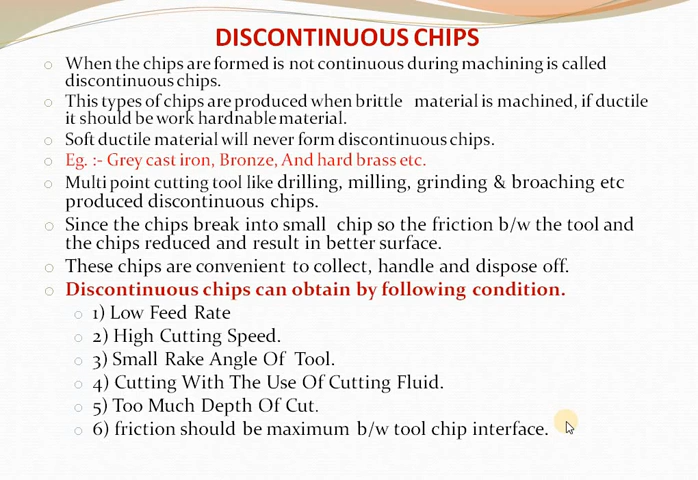 DISCONTINUOUS CHIPS
When the chips are formed is not continuous during machining is called
discontinuous chips.
This types of chips are produced when brittle material is machined, if ductile
it should be work hardnable material.
Soft ductile material will never form discontinuous chips.
Eg. :- Grey cast iron, Bronze, And hard brass etc.
Multi point cutting tool like drilling, milling, grinding & broaching etc
produced discontinuous chips.
Since the chips break into small chip so the friction b/w the tool and
the chips reduced and result in better surface.
These chips are convenient to collect, handle and dispose off.
Discontinuous chips can obtain by following condition.
1) Low Feed Rate
2) High Cutting Speed.
3) Small Rake Angle Of Tool.
4) Cutting With The Use Of Cutting Fluid.
5) Too Much Depth Of Cut.
6) friction should be maximum b/w tool chip interface.